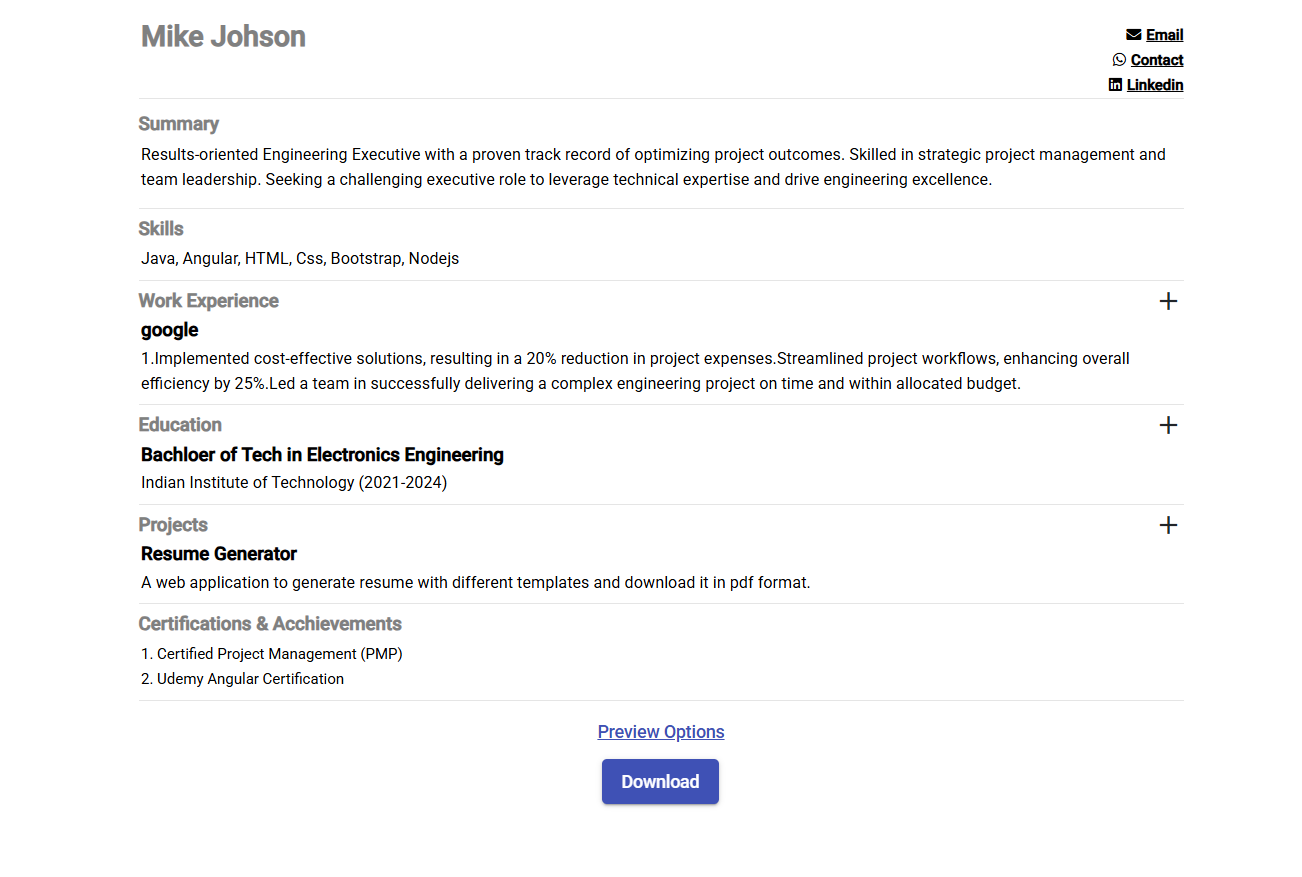 Mike Johson
Email
Contact
Linkedin
Summary
Results-oriented Engineering Executive with a proven track record of optimizing project outcomes. Skilled in strategic project management and
team leadership. Seeking a challenging executive role to leverage technical expertise and drive engineering excellence.
Skills
Java, Angular, HTML, Css, Bootstrap, Nodejs
Work Experience
google
1.Implemented cost-effective solutions, resulting in a 20% reduction in project expenses.Streamlined project workflows, enhancing overall
efficiency by 25%.Led a team in successfully delivering a complex engineering project on time and within allocated budget.
Education
Bachloer of Tech in Electronics Engineering
Indian Institute of Technology (2021-2024)
Projects
Resume Generator
A web application to generate resume with different templates and download it in pdf format.
Certifications & Acchievements
1. Certified Project Management (PMP)
2. Udemy Angular Certification
Preview Options
Download